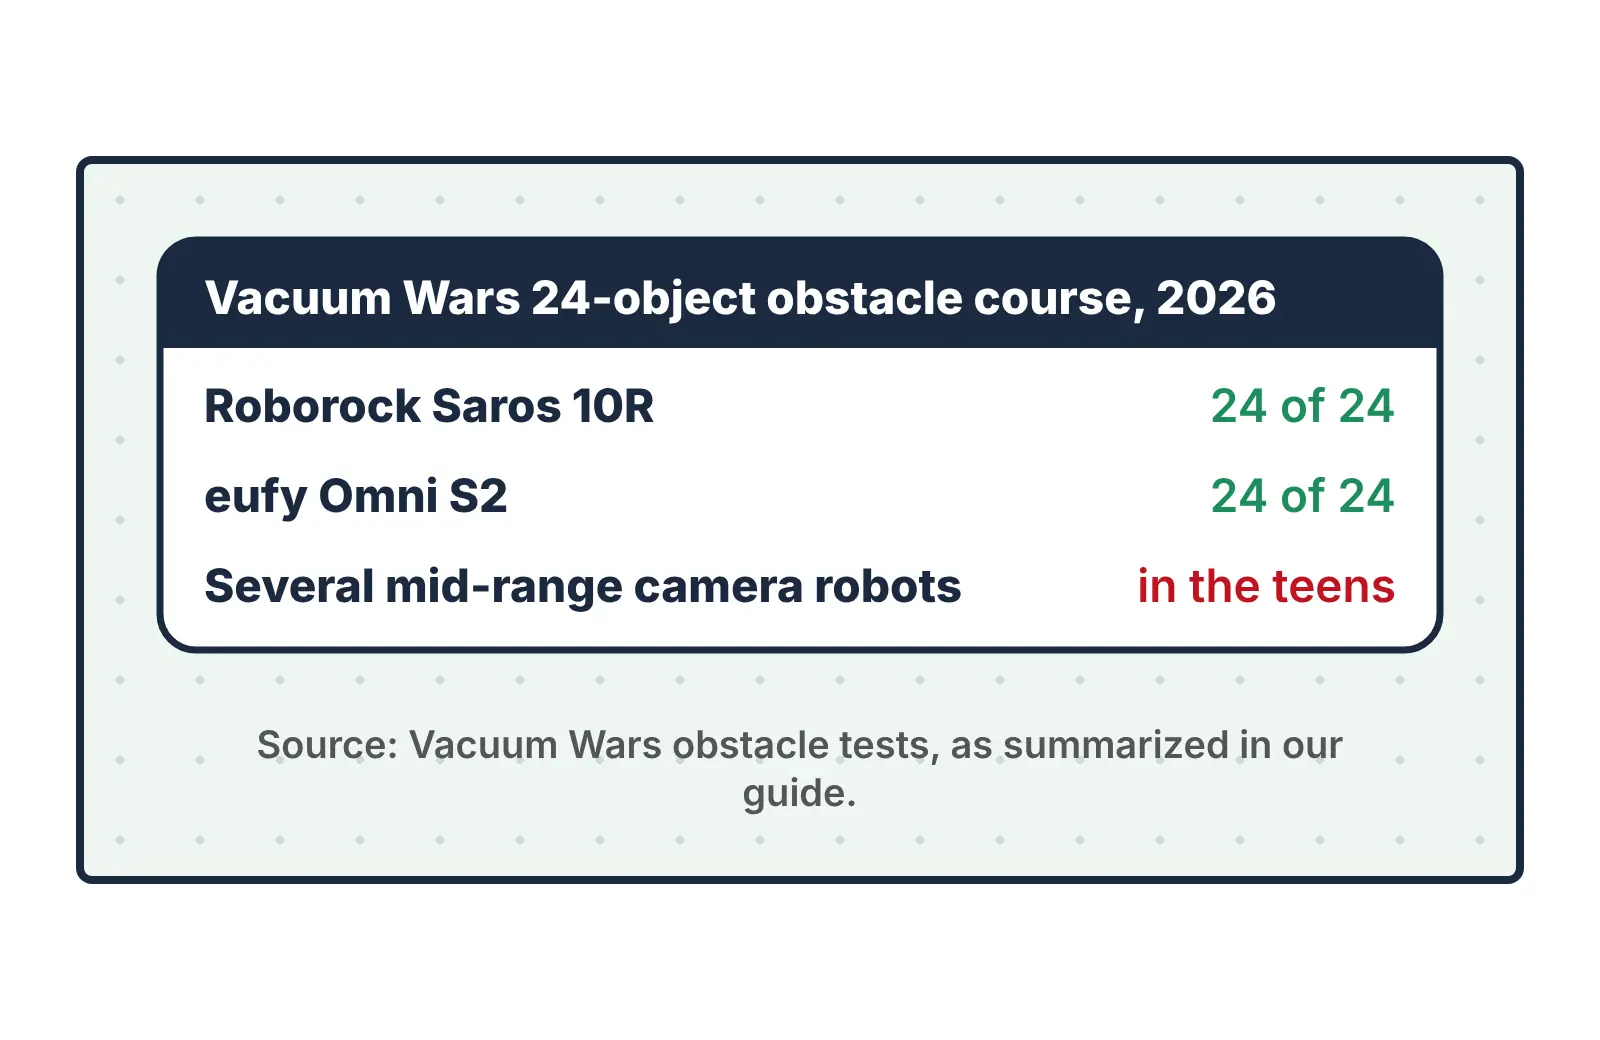 Vacuum Wars 24-object obstacle course, 2026
Roborock Saros 10R 24 of 24
eufy Omni S2 24 of 24
Several mid-range camera robots in the teens
Source: Vacuum Wars obstacle tests, as summarized in our
guide.